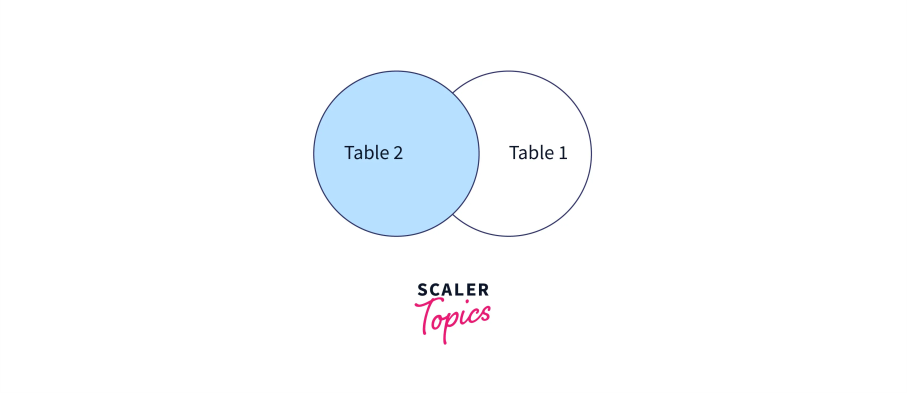 Table 2
Table 1
SCALER
Topics